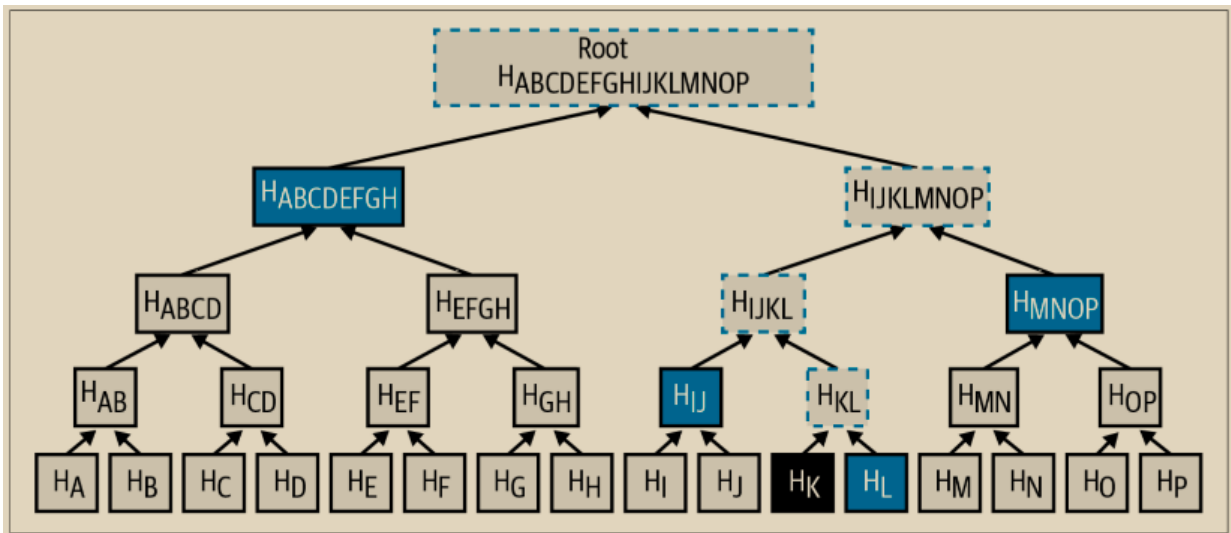 Root
HABCDEFGHIJKLMNOP
HABCDEFGH HIJKLMNOP
HABCD HEFGH HIJKL HMNOP
HAB HCD HEF HGH HIJ HKL HMN HOP
HA HB HC HD HE HF HG HH HI HJ HK HL HM HN HO HP